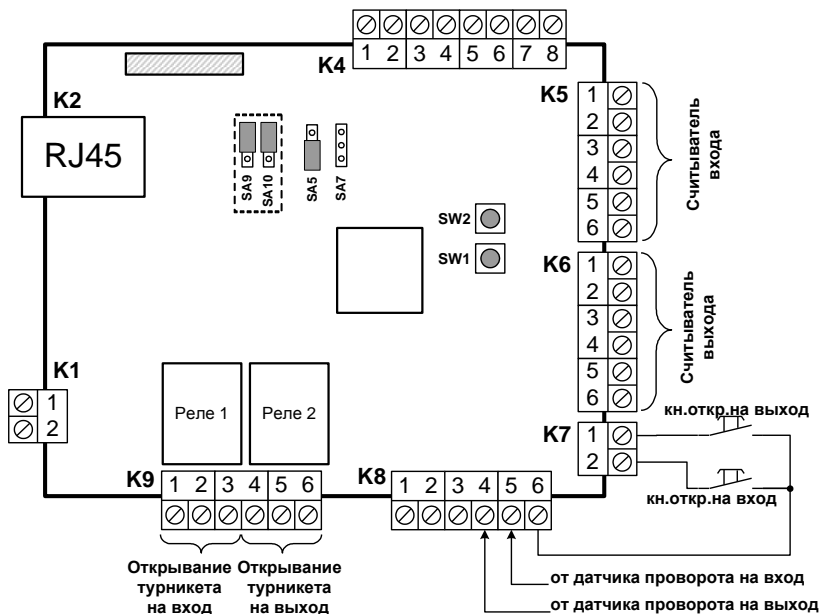 K4
1 2 3 4 5 6 7 8
K2
RJ45
SA9
SA10
SA5
SA7
SW2
SW1
K5
1
2
3
4
5
6
Считыватель
входа
K6
1
2
3
4
5
6
Считыватель
выхода
K1
1
2
Реле 1
Реле 2
K7
1
2
кн.откр.на выход
кн.откр.на вход
K9
1 2 3 4 5 6
K8
1 2 3 4 5 6
Открывание
турникета
на вход
Открывание
турникета
на выход
от датчика проворота на вход
от датчика проворота на выход